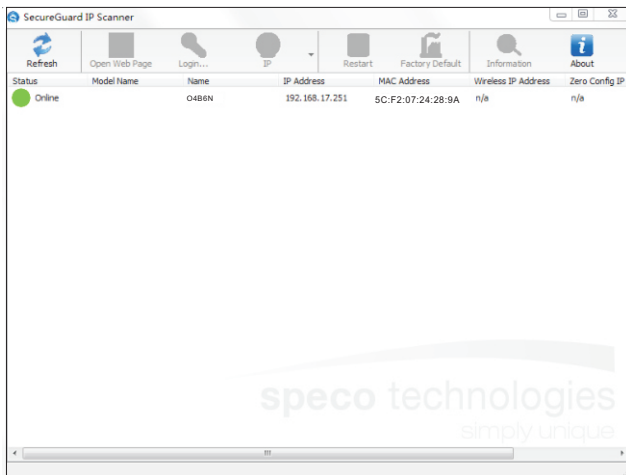 SecureGuard IP Scanner
Refresh Open Web Page Login... IP Restart Factory Default Information About
Status Model Name Name IP Address MAC Address Wireless IP Address Zero Config IP
Online O4B6N 192.168.17.251 5C:F2:07:24:28:9A n/a n/a
speco technologies
simply unique